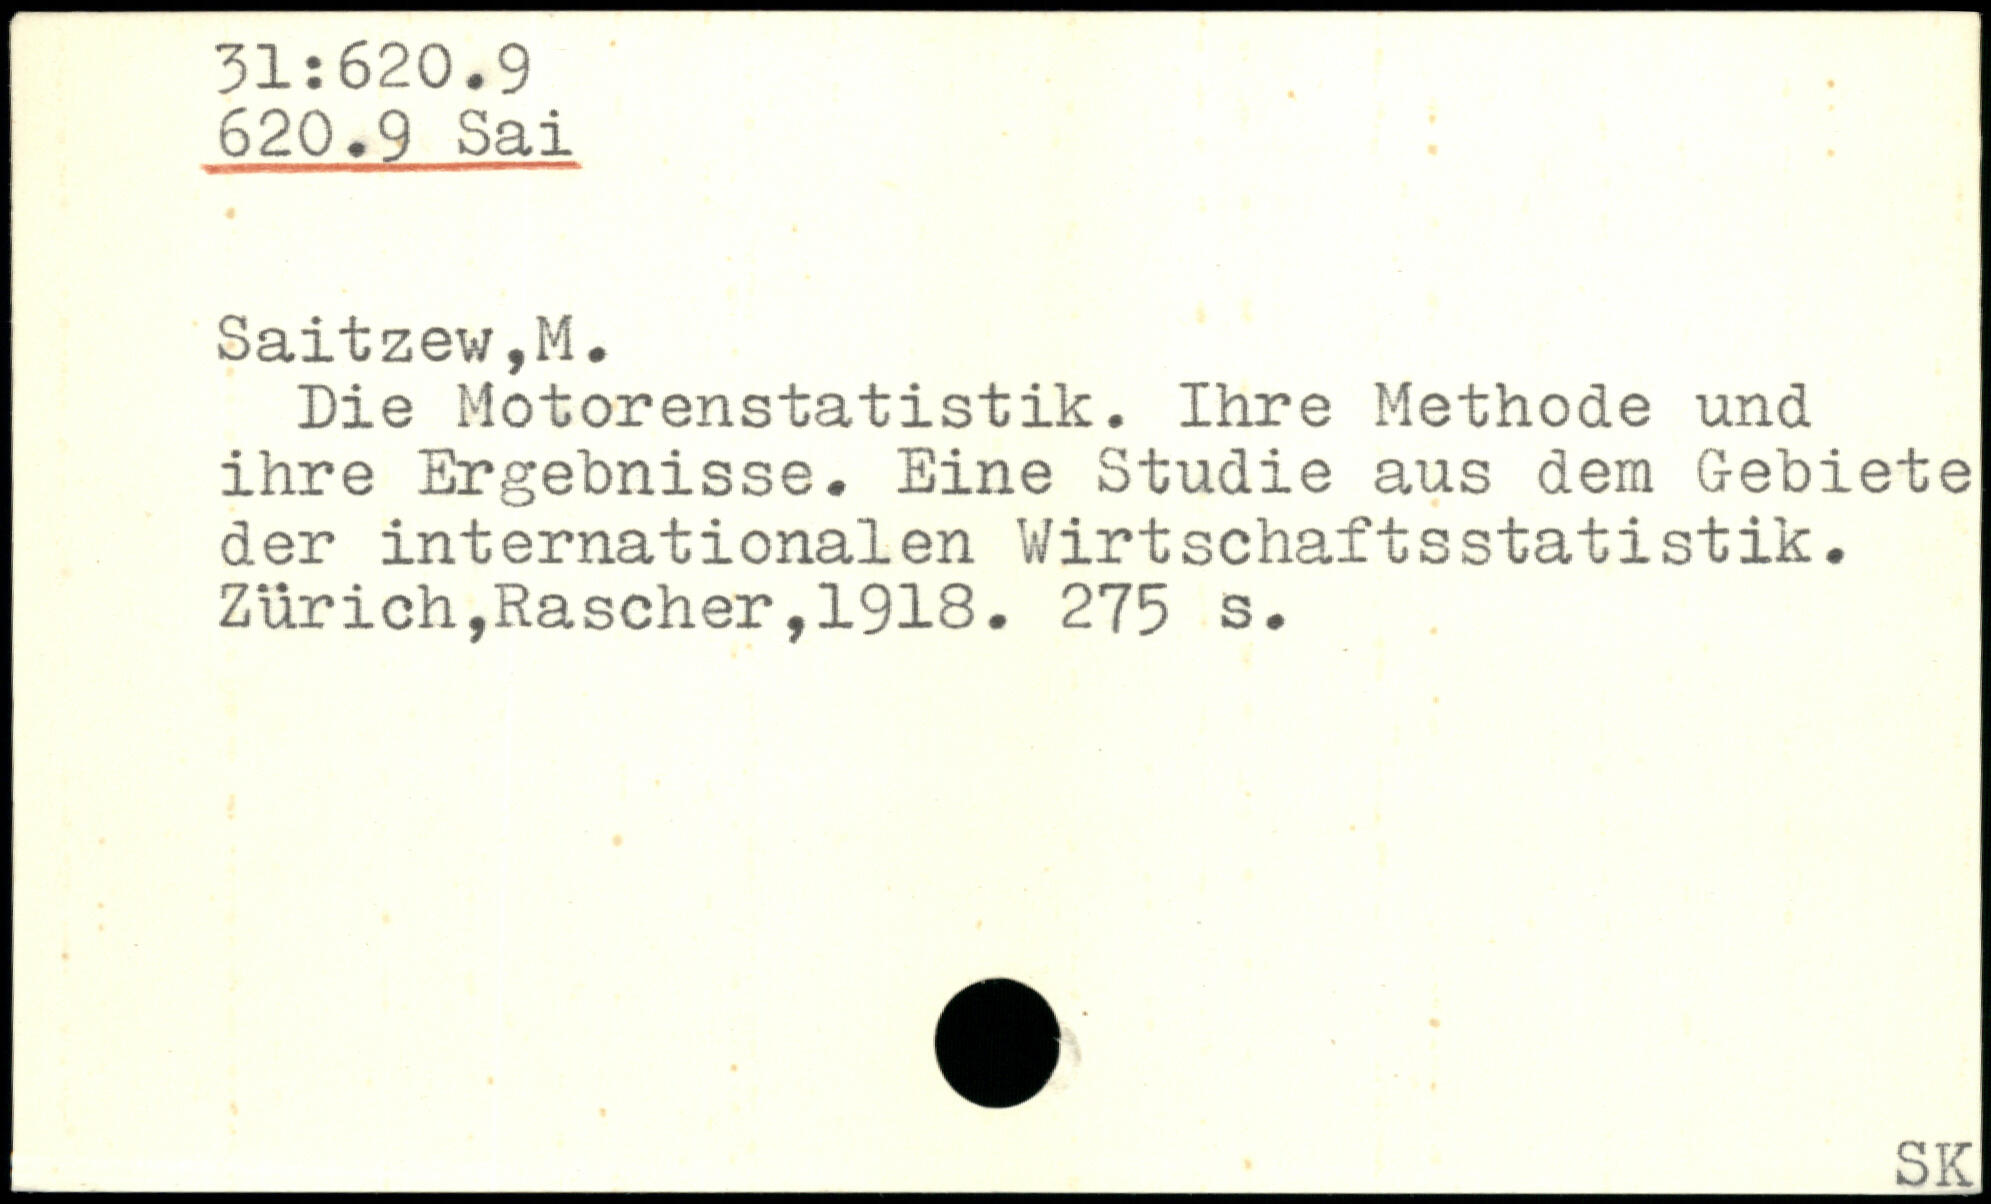 31:620.9
620.9 Sai
Saitzew,M.
Die Motorenstatistik. Ihre Methode und
ihre Ergebnisse. Eine Studie aus dem Gebiete
der internationalen Wirtschaftsstatistik.
Zürich,Rascher,1918. 275 s.
SK